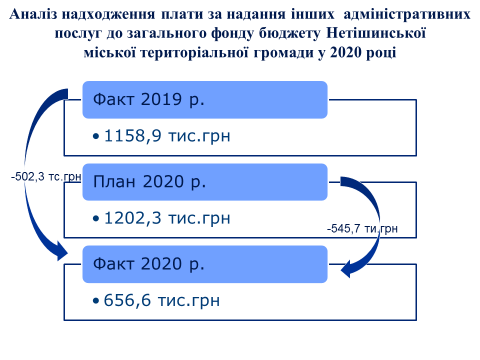 Аналіз надходження плати за надання інших адміністративних
послуг до загального фонду бюджету Нетішинської
міської територіальної громади у 2020 році
Факт 2019 р.
• 1158,9 тис.грн
-502,3 тс.грн
План 2020 р.
• 1202,3 тис.грн
-545,7 ти.грн
Факт 2020 р.
• 656,6 тис.грн